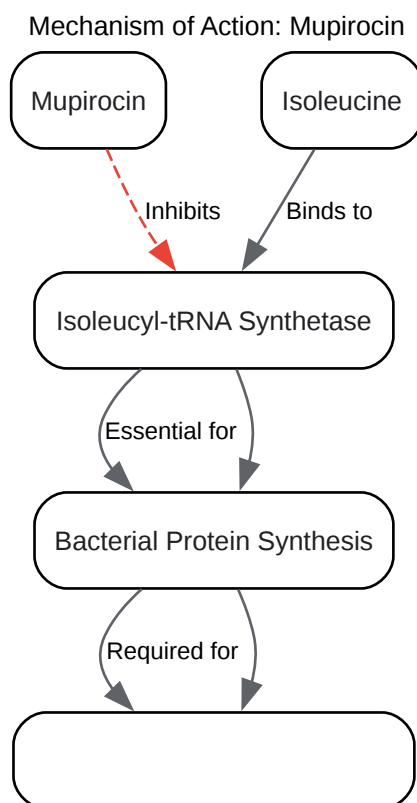 Mechanism of Action: Mupirocin
Mupirocin
Isoleucine
Inhibits
Binds to
Isoleucyl-tRNA Synthetase
Essential for
Bacterial Protein Synthesis
Required for